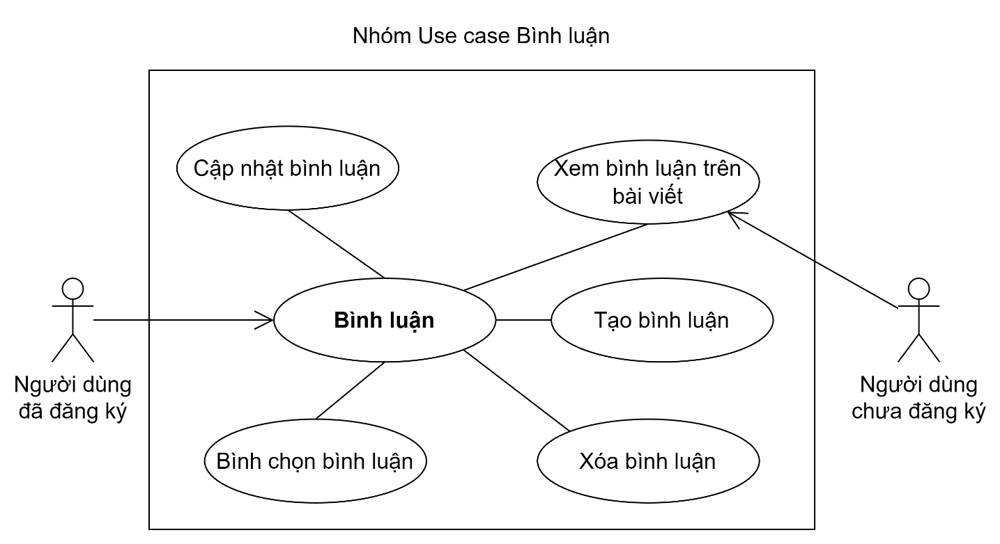 Nhóm Use case Bình luận
Cập nhật bình luận
Xem bình luận trên
bài viết
Bình luận
Tạo bình luận
Người dùng
đã đăng ký
Người dùng
chưa đăng ký
Bình chọn bình luận
Xóa bình luận